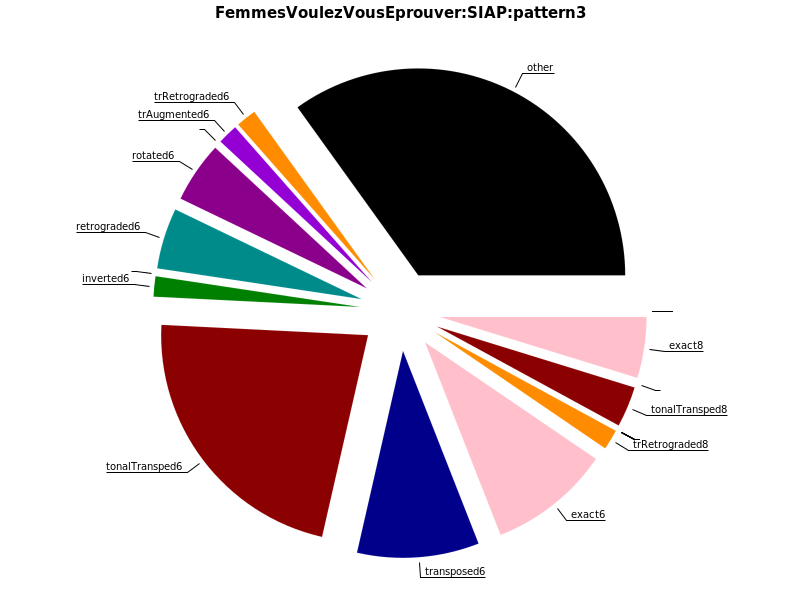 FemmesVoulezVousEprouver:SIAP:pattern3
other
trRetrograded6
trAugmented6
rotated6
retrograded6
inverted6
exact8
tonalTransped8
trRetrograded8
tonalTransped6
exact6
transposed6